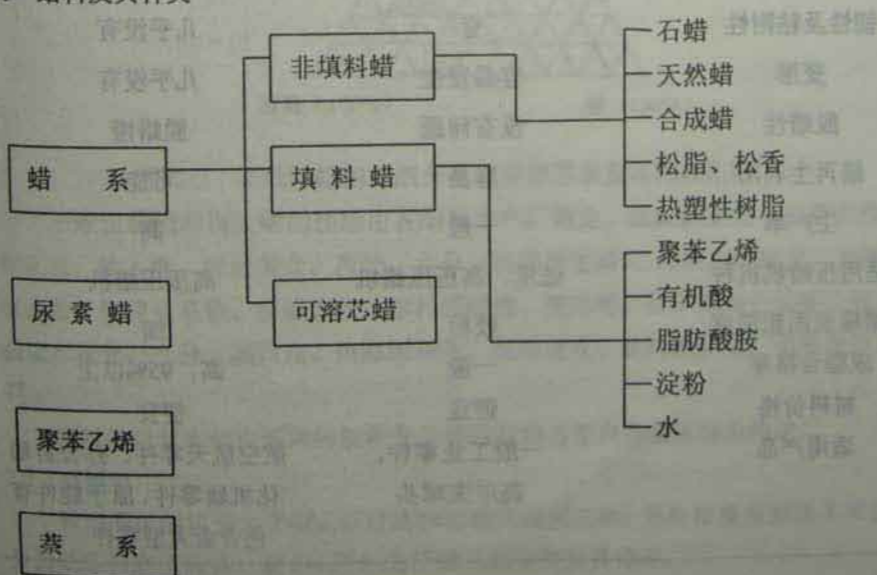 非填料蜡
填料蜡
可溶芯蜡
蜡系
尿素蜡
聚苯乙烯
萘系
石蜡
天然蜡
合成蜡
松脂、松香
热塑性树脂
聚苯乙烯
有机酸
脂肪酸胺
淀粉
水